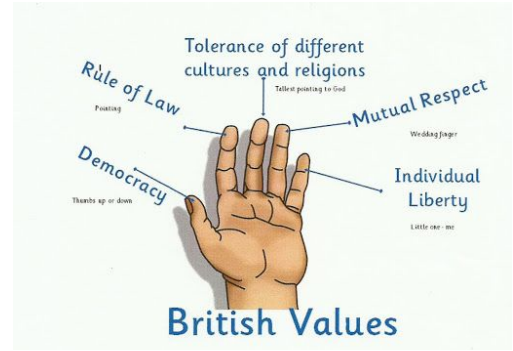 Tolerance of different
cultures and religions
Tallest pointing to God
Rule of Law
Pointing
Mutual Respect
Wedding finger
Democracy
Thumbs up or down
Individual
Liberty
Little one - me
British Values